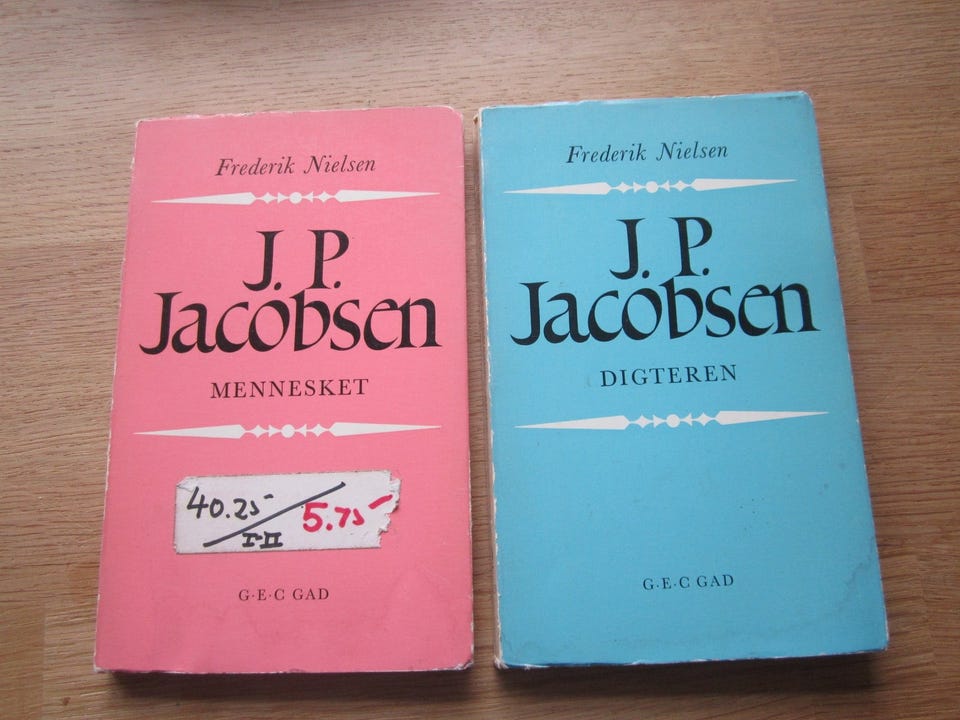 Frederik Nielsen
J. P.
Jacobsen
MENNESKET
40.25
5.75
I-II
G·E·C GAD
Frederik Nielsen
J. P.
Jacobsen
DIGTEREN
G·E·C GAD